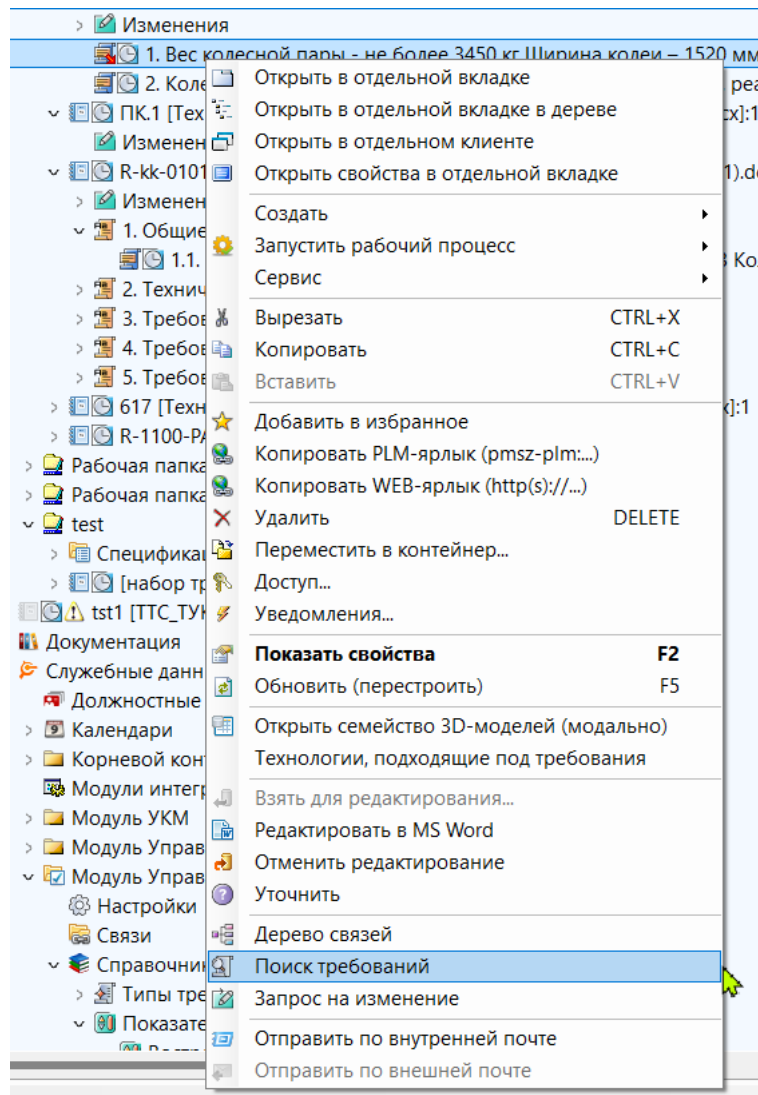 Изменения
1. Вес колесной пары - не более 3450 кг Ширина колеи – 1520 мм
2. Коле
ПК.1 [Тех
Изменен
R-kk-0101
Изменен
1. Общие
1.1.
2. Технич
3. Требов
4. Требов
5. Требов
617 [Техн
R-1100-РА
Рабочая папка
Рабочая папка
test
Специфика
[набор тр
tst1 [ТТС_ТУК
Документация
Служебные данн
Должностные
Календари
Корневой кон
Модули интегр
Модуль УКМ
Модуль Управ
Модуль Управ
Настройки
Связи
Справочник
Типы тре
Показате
Открыть в отдельной вкладке
Открыть в отдельной вкладке в дереве
Открыть в отдельном клиенте
Открыть свойства в отдельной вкладке
Создать
Запустить рабочий процесс
Сервис
Вырезать CTRL+X
Копировать CTRL+C
Вставить CTRL+V
Добавить в избранное
Копировать PLM-ярлык (pmsz-plm:...)
Копировать WEB-ярлык (http(s)://...)
Удалить DELETE
Переместить в контейнер...
Доступ...
Уведомления...
Показать свойства F2
Обновить (перестроить) F5
Открыть семейство 3D-моделей (модально)
Технологии, подходящие под требования
Взять для редактирования...
Редактировать в MS Word
Отменить редактирование
Уточнить
Дерево связей
Поиск требований
Запрос на изменение
Отправить по внутренней почте
Отправить по внешней почте